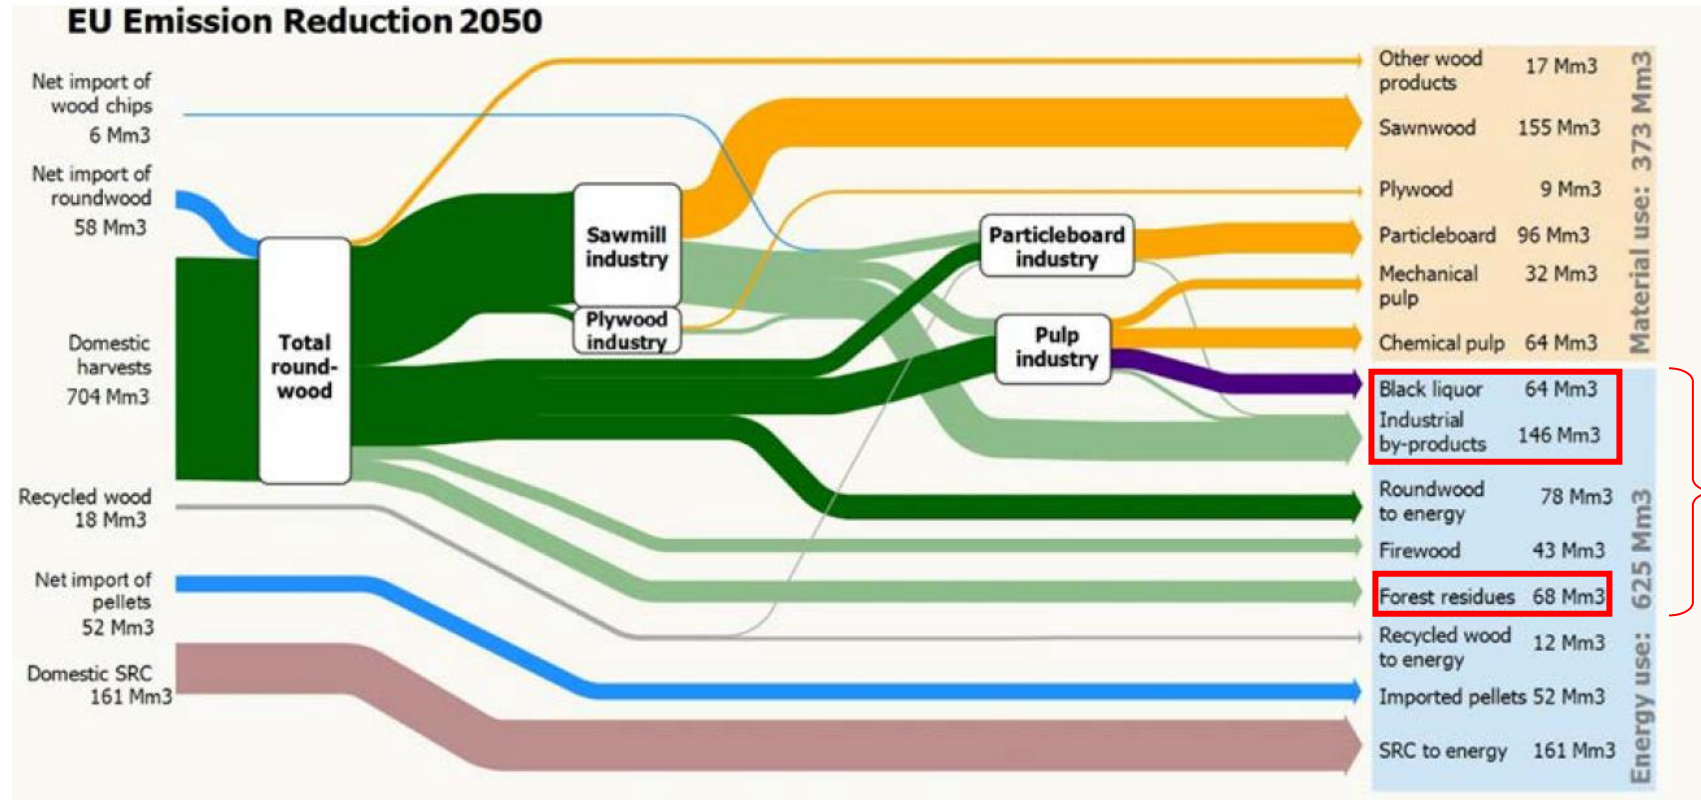 EU Emission Reduction 2050
Net import of
wood chips
6 Mm3
Net import of
roundwood
58 Mm3
Domestic
harvests
704 Mm3
Recycled wood
18 Mm3
Net import of
pellets
52 Mm3
Domestic SRC
161 Mm3
Total
round-
wood
Sawmill
industry
Plywood
industry
Particleboard
industry
Pulp
industry
Other wood
products
17 Mm3
Sawnwood 155 Mm3
Plywood 9 Mm3
Particleboard 96 Mm3
Mechanical
pulp
32 Mm3
Chemical pulp 64 Mm3
Black liquor 64 Mm3
Industrial
by-products
146 Mm3
Roundwood
to energy
78 Mm3
Firewood 43 Mm3
Forest residues 68 Mm3
Recycled wood
to energy
12 Mm3
Imported pellets 52 Mm3
SRC to energy 161 Mm3
Material use: 373 Mm3
Energy use: 625 Mm3